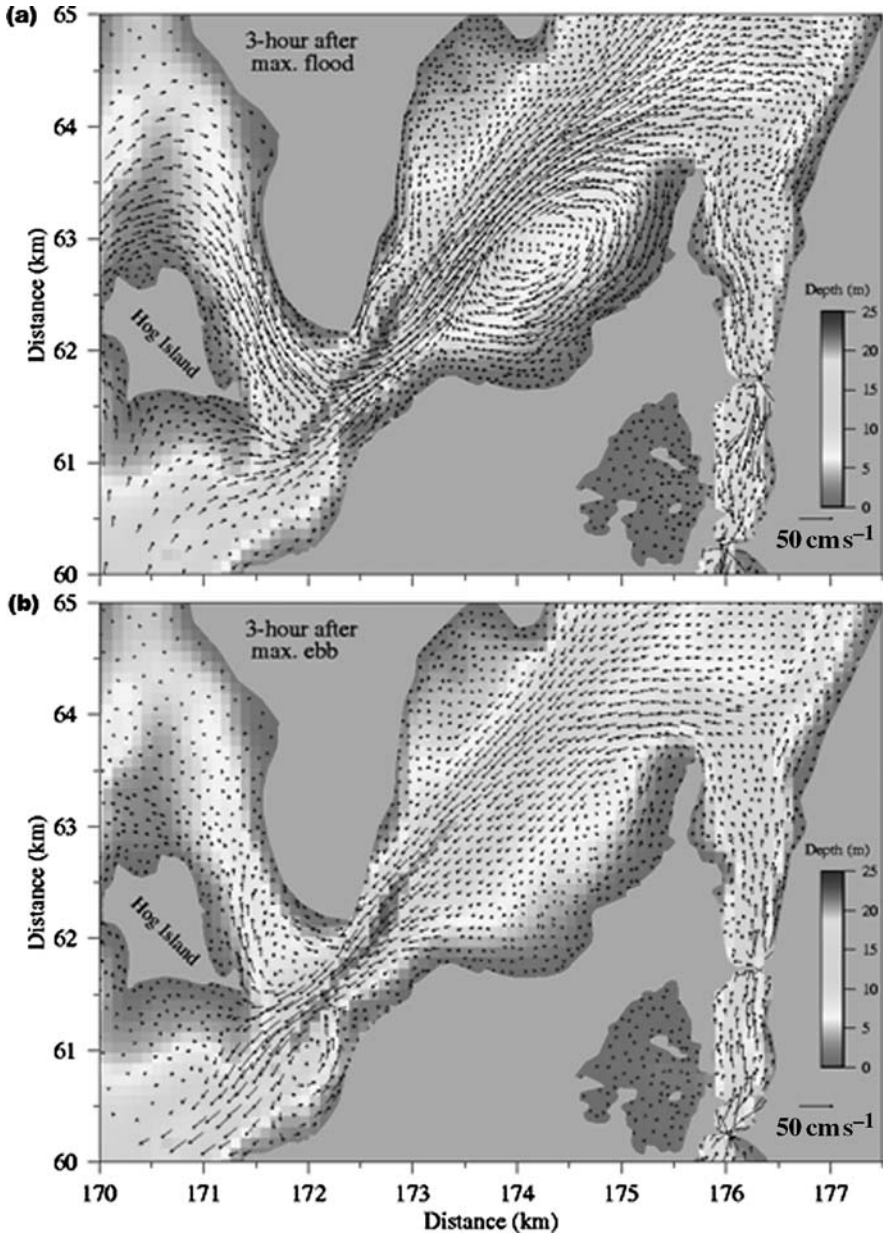 (a)
65
3-hour after
max. flood
64
63
62
61
60
Distance (km)
Hog Island
Depth (m)
25
20
15
10
5
0
50 cm s⁻¹
(b)
65
3-hour after
max. ebb
64
63
62
61
60
Distance (km)
Hog Island
Depth (m)
25
20
15
10
5
0
50 cm s⁻¹
170 171 172 173 174 175 176 177
Distance (km)